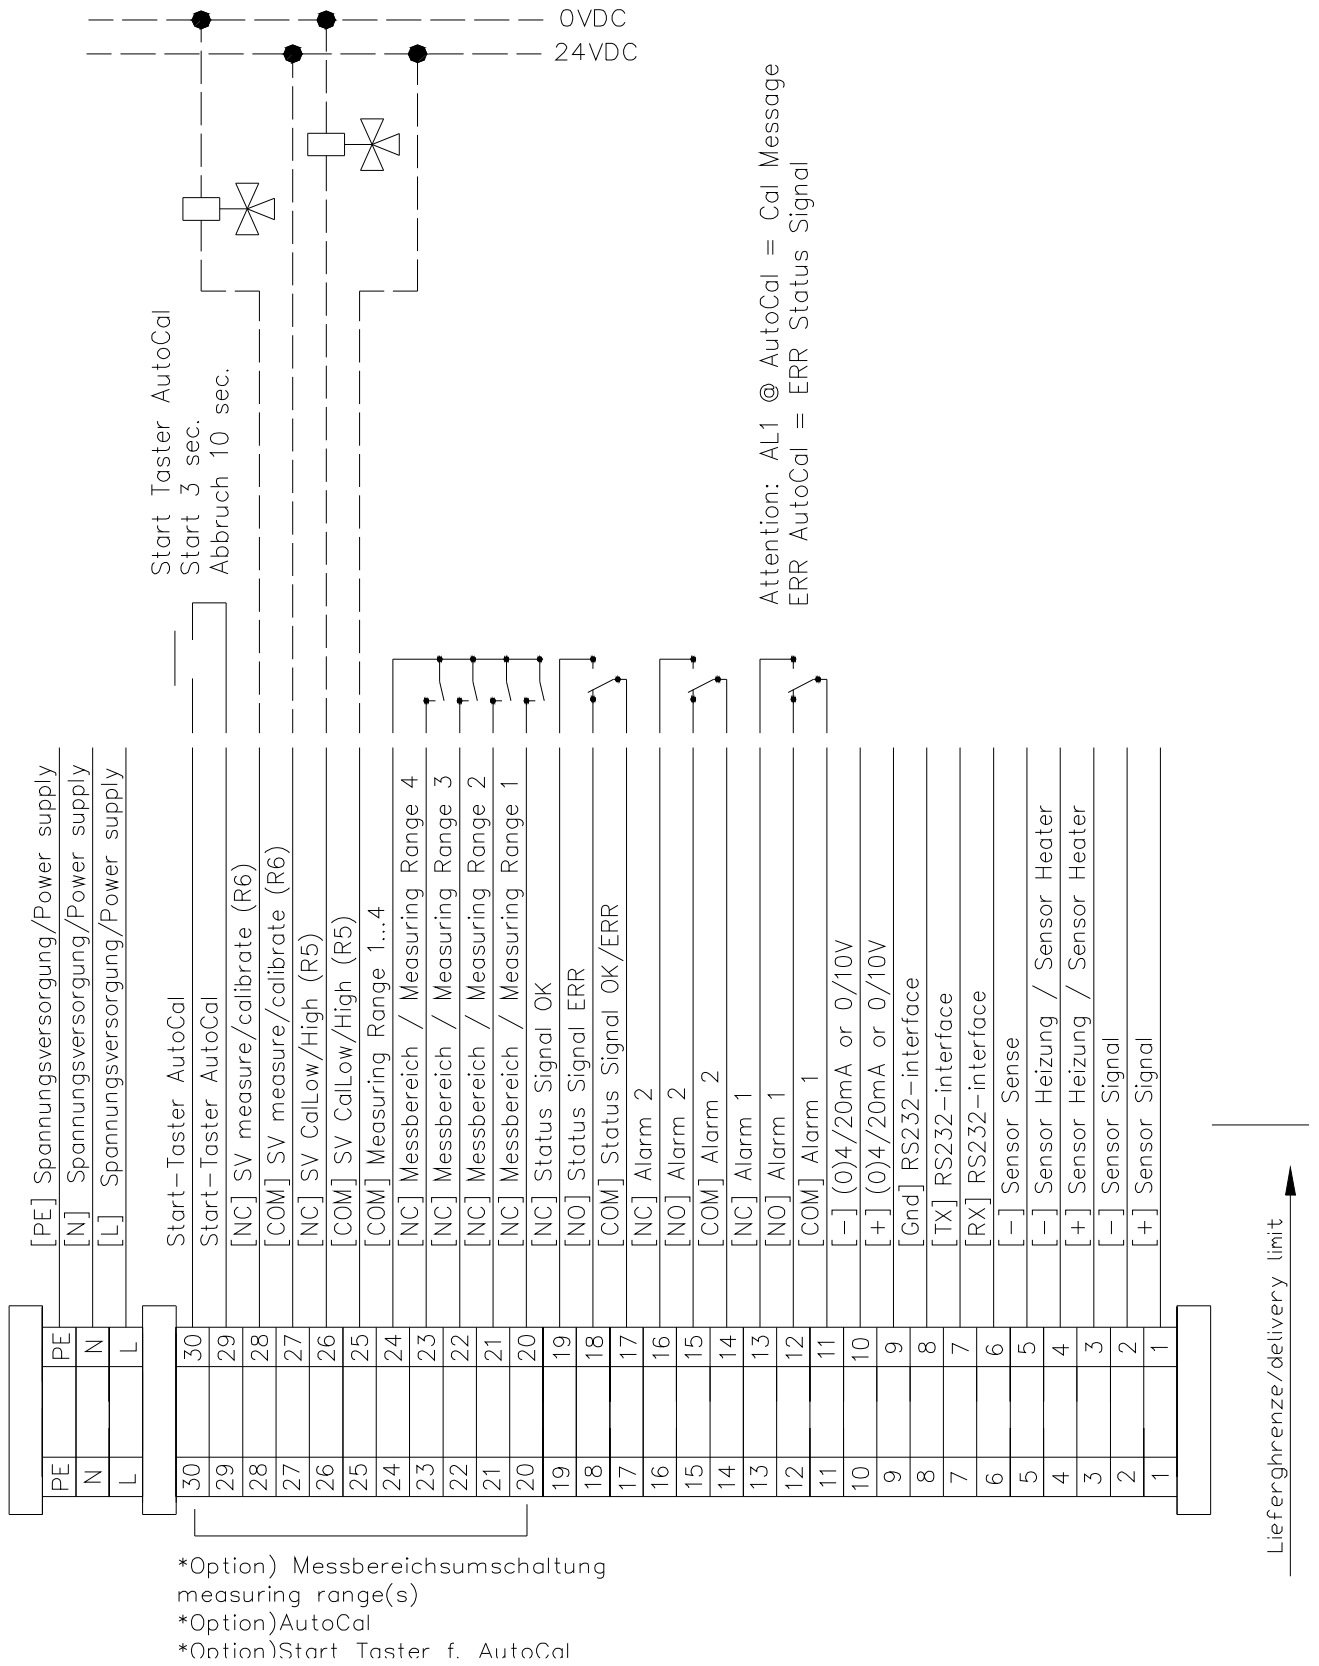 0VDC
24VDC
Start Taster AutoCal
Start 3 sec.
Abbruch 10 sec.
Attention: AL1 @ AutoCal = Cal Message
ERR AutoCal = ERR Status Signal
[PE] Spannungsversorgung/Power supply
[N] Spannungsversorgung/Power supply
[L] Spannungsversorgung/Power supply
Start-Taster AutoCal
Start-Taster AutoCal
[NC] SV measure/calibrate (R6)
[COM] SV measure/calibrate (R6)
[NC] SV CalLow/High (R5)
[COM] SV CalLow/High (R5)
[COM] Measuring Range 1...4
[NC] Messbereich / Measuring Range 4
[NC] Messbereich / Measuring Range 3
[NC] Messbereich / Measuring Range 2
[NC] Messbereich / Measuring Range 1
[NC] Status Signal OK
[NO] Status Signal ERR
[COM] Status Signal OK/ERR
[NC] Alarm 2
[NO] Alarm 2
[COM] Alarm 2
[NC] Alarm 1
[NO] Alarm 1
[COM] Alarm 1
[-] (0)4/20mA or 0/10V
[+] (0)4/20mA or 0/10V
[Gnd] RS232-interface
[TX] RS232-interface
[RX] RS232-interface
[-] Sensor Sense
[-] Sensor Heizung / Sensor Heater
[+] Sensor Heizung / Sensor Heater
[-] Sensor Signal
[+] Sensor Signal
PE N L 30 29 28 27 26 25 24 23 22 21 20 19 18 17 16 15 14 13 12 11 10 9 8 7 6 5 4 3 2 1
PE N L 30 29 28 27 26 25 24 23 22 21 20 19 18 17 16 15 14 13 12 11 10 9 8 7 6 5 4 3 2 1
Lieferghrenze/delivery limit
*Option) Messbereichsumschaltung
measuring range(s)
*Option)AutoCal
*Option)Start Taster f. AutoCal